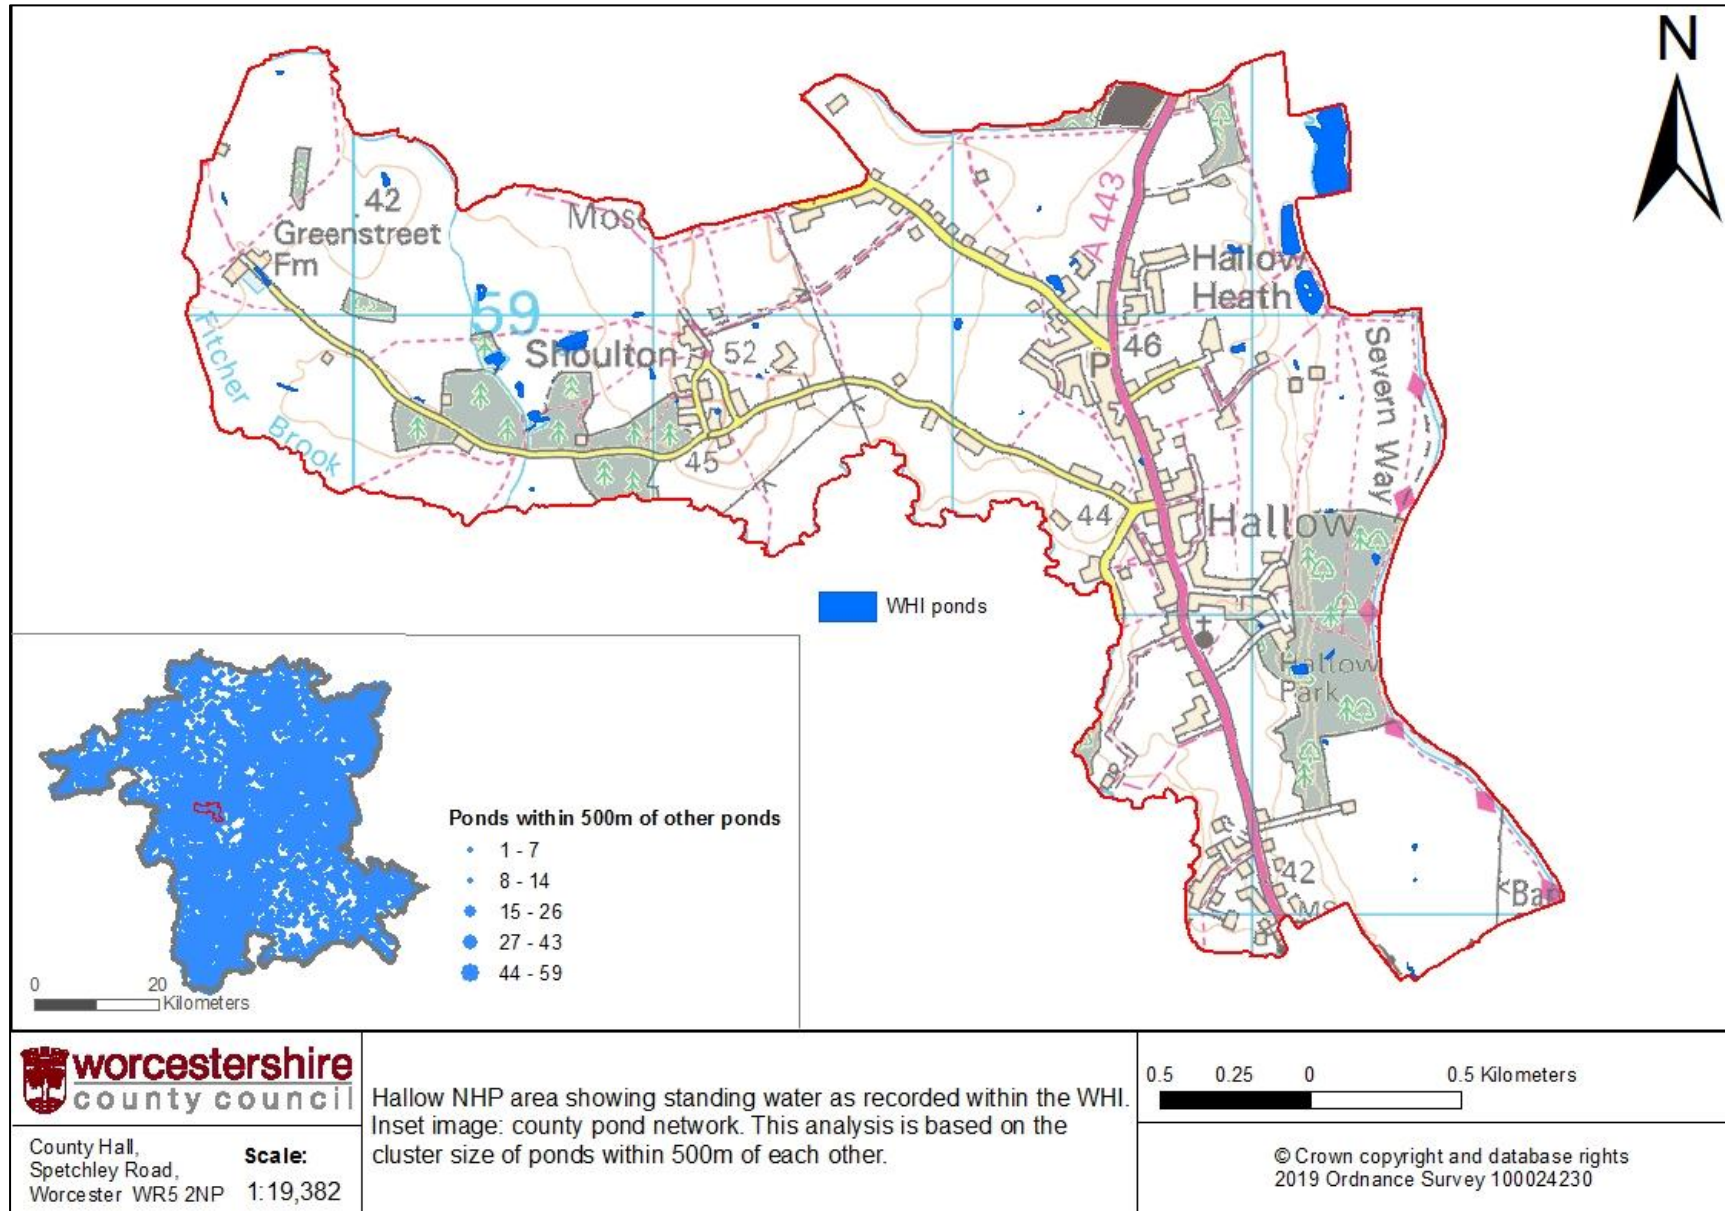 N
42
Greenstreet
Fm
Fitcher
Brook
59
Shoulton
52
45
A 443
Hallow
Heath
46
P
Severn Way
44
Hallow
Hallow
Park
42
MS
WHI ponds
Ponds within 500m of other ponds
1 - 7
8 - 14
15 - 26
27 - 43
44 - 59
0 20
Kilometers
worcestershire
county council
County Hall,
Spetchley Road,
Worcester WR5 2NP
Scale:
1:19,382
Hallow NHP area showing standing water as recorded within the WHI.
Inset image: county pond network. This analysis is based on the
cluster size of ponds within 500m of each other.
0.5 0.25 0 0.5 Kilometers
© Crown copyright and database rights
2019 Ordnance Survey 100024230